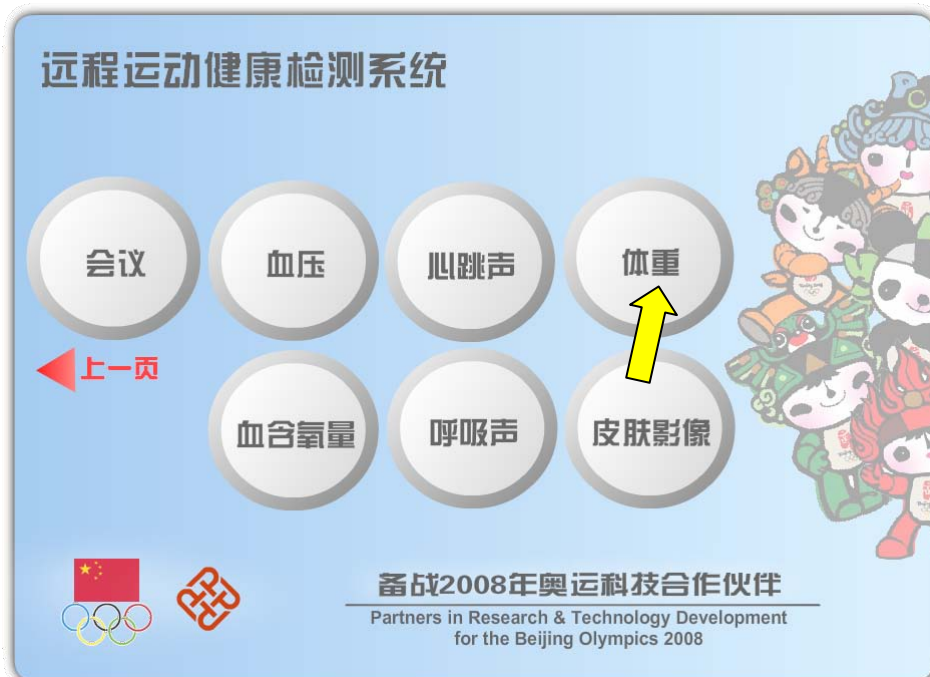 远程运动健康检测系统
会议
血压
心跳声
体重
上一页
血含氧量
呼吸声
皮肤影像
备战2008年奥运科技合作伙伴
Partners in Research & Technology Development
for the Beijing Olympics 2008